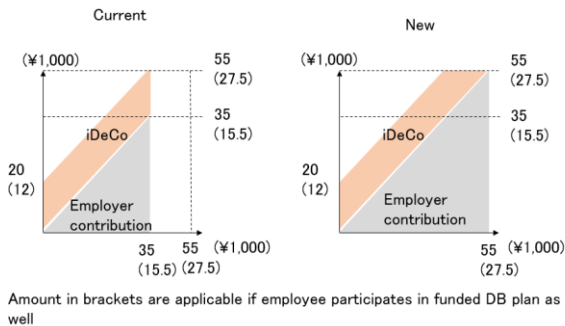 Current
(¥1,000)
55
(27.5)
35
(15.5)
iDeCo
20
(12)
Employer
contribution
35
(15.5)
55
(27.5)
(¥1,000)
New
(¥1,000)
55
(27.5)
35
(15.5)
iDeCo
20
(12)
Employer
contribution
55
(27.5)
(¥1,000)
Amount in brackets are applicable if employee participates in funded DB plan as
well